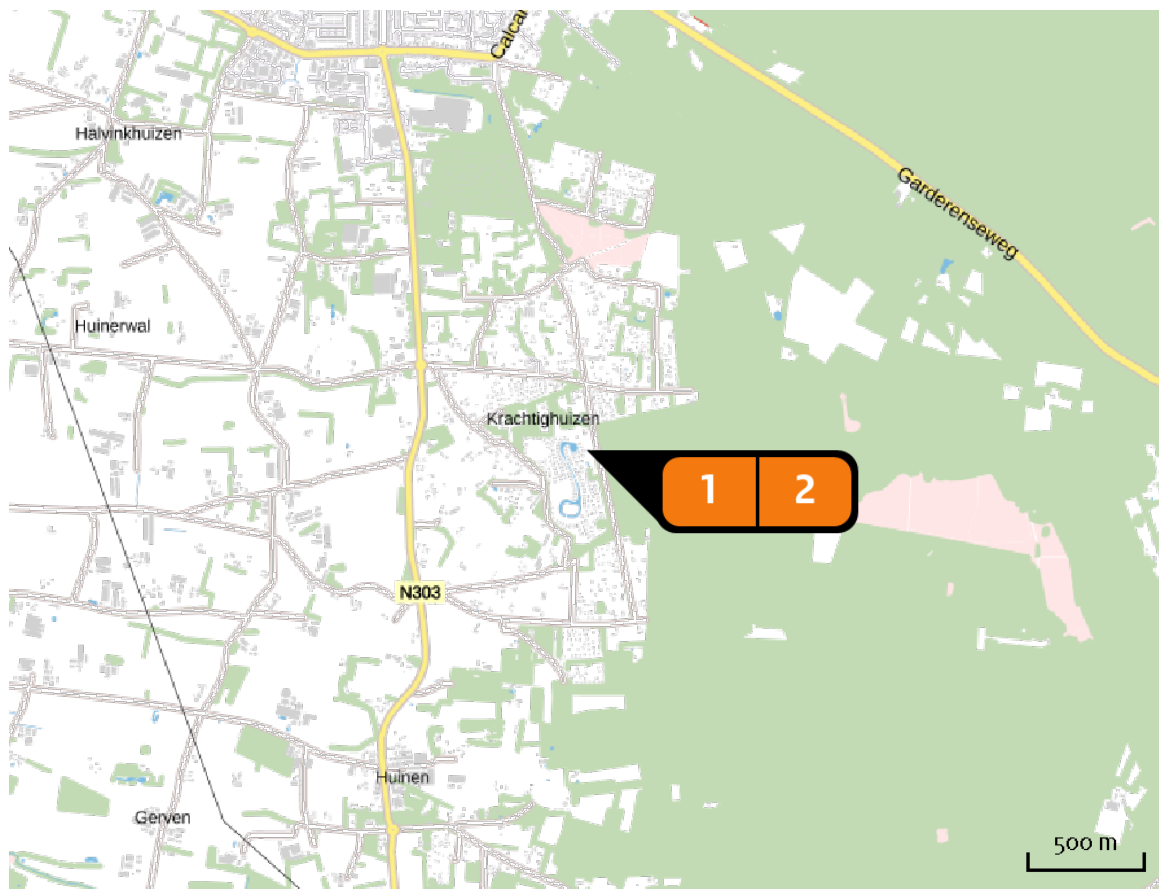 Calcar
Halvinkhuizen
Garderenseweg
Huinerwal
Krachtighuizen
1 2
N303
Huinen
Gerven
500 m